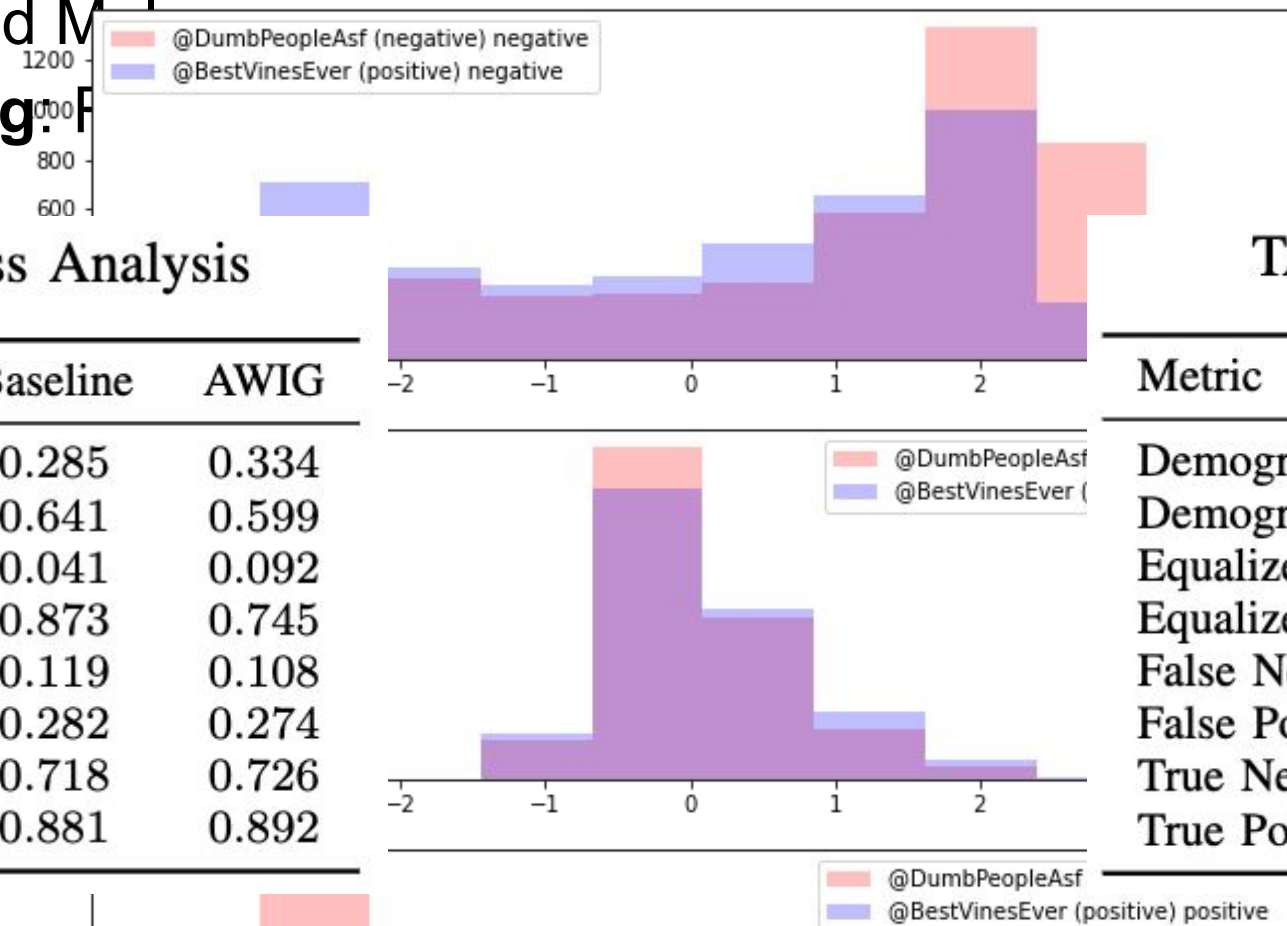 d M
@DumbPeopleAsf (negative) negative
@BestVinesEver (positive) negative
1200
1000
g:
800
600
ss Analysis
Baseline AWIG
0.285 0.334
0.641 0.599
0.041 0.092
0.873 0.745
0.119 0.108
0.282 0.274
0.718 0.726
0.881 0.892
−2 −1 0 1 2
@DumbPeopleAsf
@BestVinesEver (
−2 −1 0 1 2
@DumbPeopleAsf
@BestVinesEver (positive) positive
TA
Metric
Demogr
Demogr
Equalize
Equalize
False Ne
False Po
True Ne
True Po